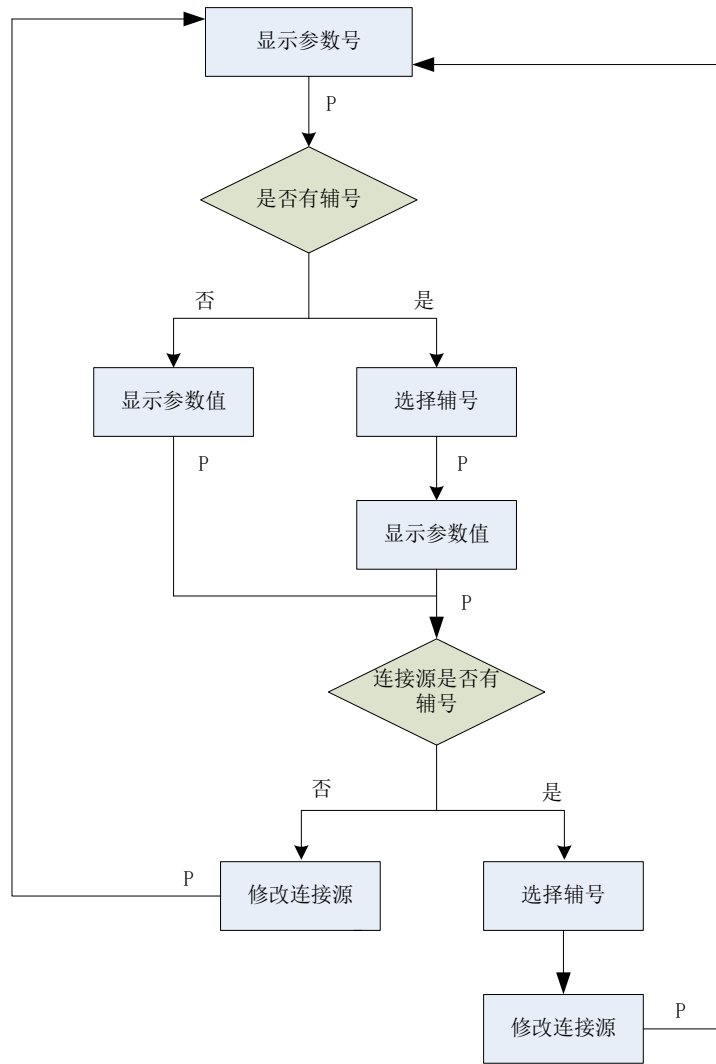 显示参数号
P
是否有辅号
否
是
显示参数值
选择辅号
P
P
显示参数值
P
连接源是否有
辅号
否
是
P
修改连接源
选择辅号
修改连接源
P